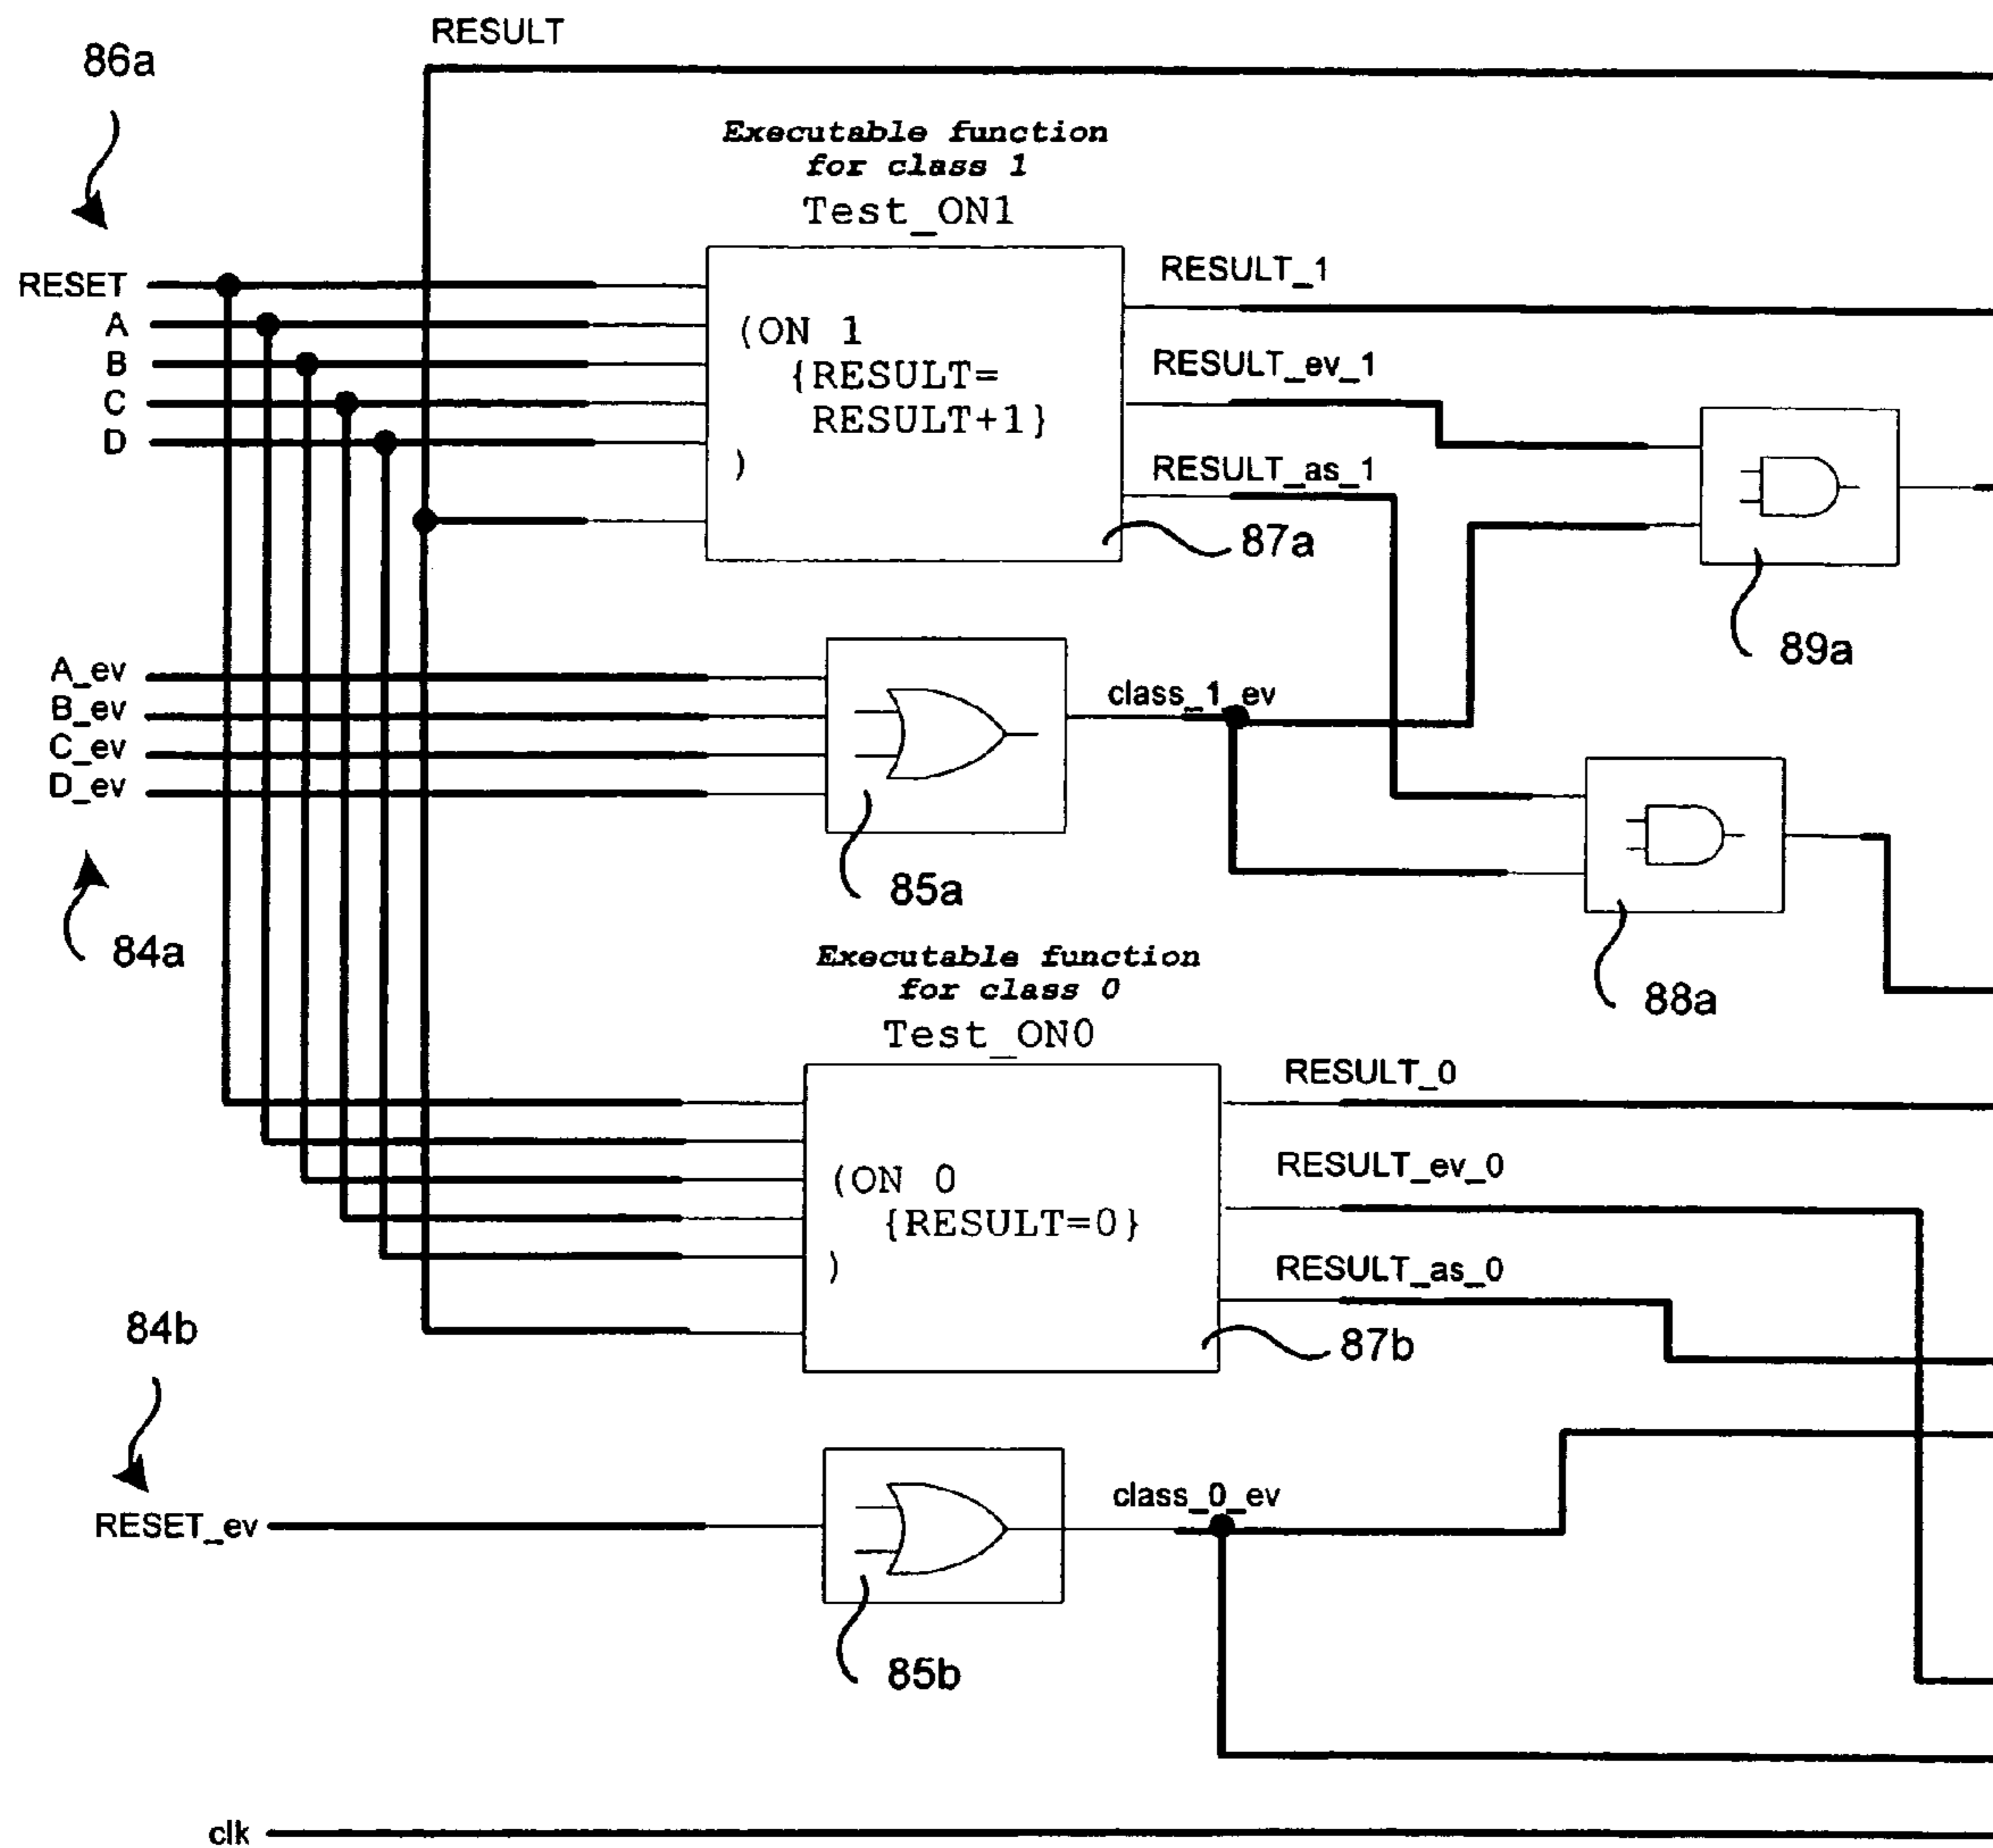 RESULT
86a
Executable function
for class 1
Test_ON1
RESET
A
B
C
D
(ON 1
{RESULT=
RESULT+1}
)
RESULT_1
RESULT_ev_1
RESULT_as_1
87a
89a
A_ev
B_ev
C_ev
D_ev
class_1_ev
84a
85a
88a
Executable function
for class 0
Test_ON0
(ON 0
{RESULT=0}
)
RESULT_0
RESULT_ev_0
RESULT_as_0
87b
84b
RESET_ev
class_0_ev
85b
clk